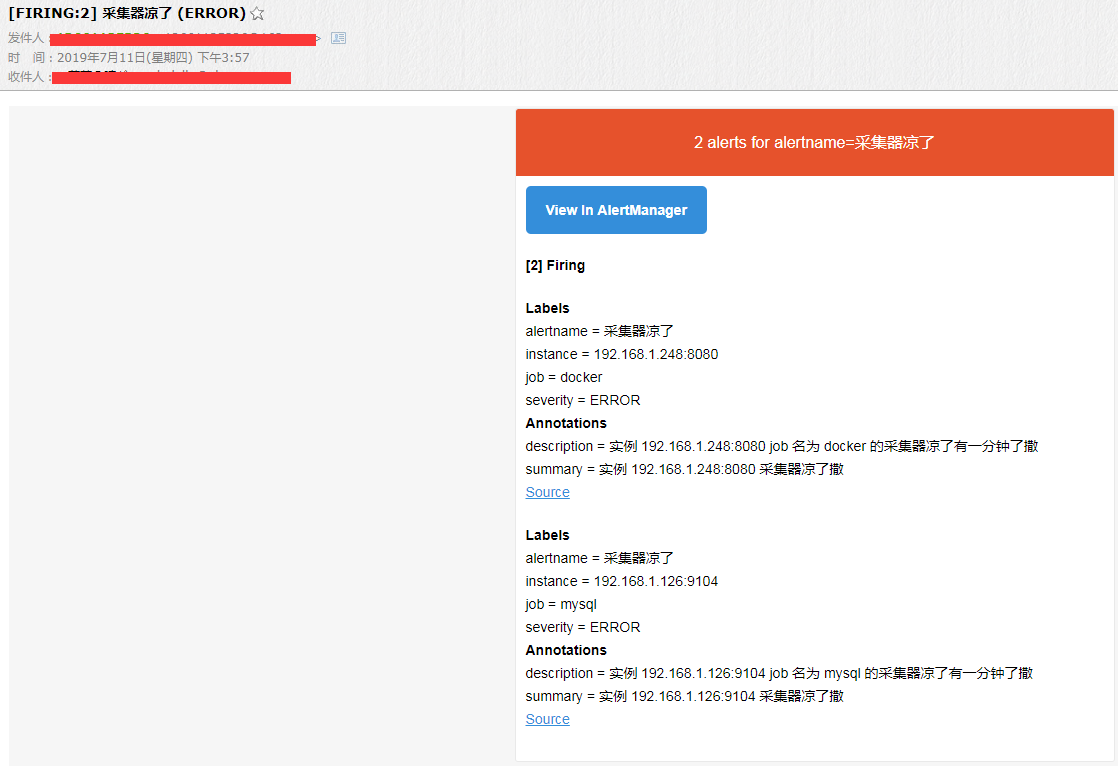 [FIRING:2] 采集器凉了 (ERROR)
发件人：
时　间：2019年7月11日(星期四) 下午3:57
收件人：
2 alerts for alertname=采集器凉了
View In AlertManager
[2] Firing
Labels
alertname = 采集器凉了
instance = 192.168.1.248:8080
job = docker
severity = ERROR
Annotations
description = 实例 192.168.1.248:8080 job 名为 docker 的采集器凉了有一分钟了撒
summary = 实例 192.168.1.248:8080 采集器凉了撒
Source
Labels
alertname = 采集器凉了
instance = 192.168.1.126:9104
job = mysql
severity = ERROR
Annotations
description = 实例 192.168.1.126:9104 job 名为 mysql 的采集器凉了有一分钟了撒
summary = 实例 192.168.1.126:9104 采集器凉了撒
Source